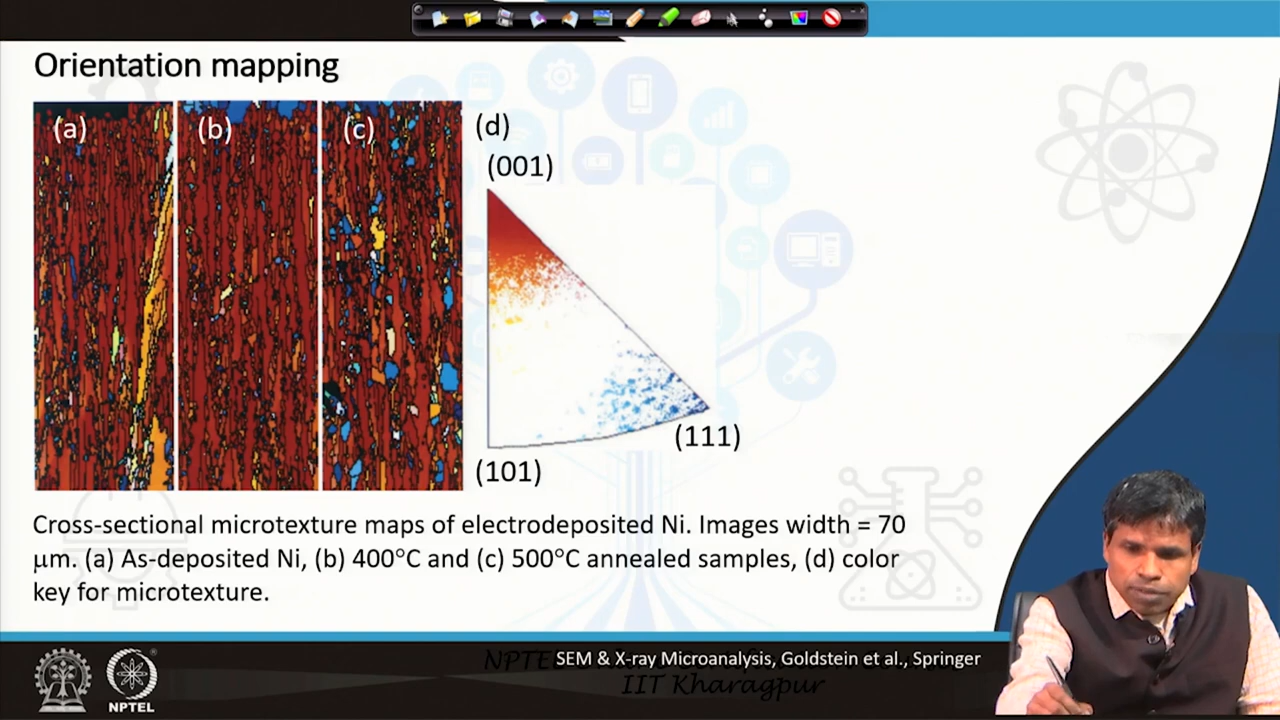 Orientation mapping
(a)
(b)
(c)
(d)
(001)
(111)
(101)
Cross-sectional microtexture maps of electrodeposited Ni. Images width = 70
μm. (a) As-deposited Ni, (b) 400°C and (c) 500°C annealed samples, (d) color
key for microtexture.
SEM & X-ray Microanalysis, Goldstein et al., Springer
IIT Kharagpur
NPTEL